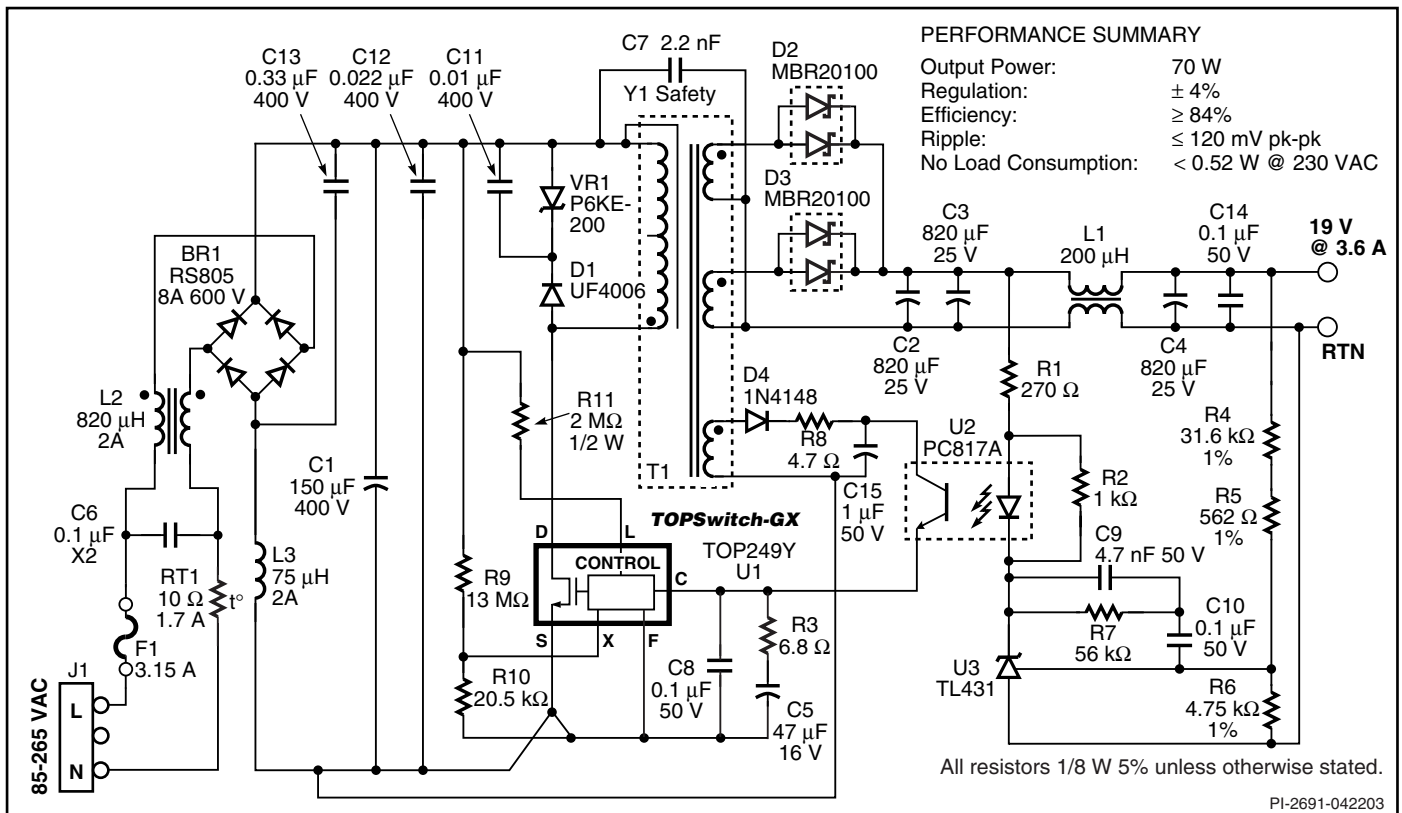 PERFORMANCE SUMMARY
Output Power: 70 W
Regulation: ± 4%
Efficiency: ≥ 84%
Ripple: ≤ 120 mV pk-pk
No Load Consumption: < 0.52 W @ 230 VAC
C13
0.33 µF
400 V
C12
0.022 µF
400 V
C11
0.01 µF
400 V
C7 2.2 nF
Y1 Safety
D2
MBR20100
VR1
P6KE-
200
D3
MBR20100
BR1
RS805
8A 600 V
D1
UF4006
C3
820 µF
25 V
L1
200 µH
C14
0.1 µF
50 V
19 V
@ 3.6 A
RTN
C2
820 µF
25 V
C4
820 µF
25 V
L2
820 µH
2A
R11
2 MΩ
1/2 W
T1
D4
1N4148
R8
4.7 Ω
C15
1 µF
50 V
R1
270 Ω
U2
PC817A
R2
1 kΩ
R4
31.6 kΩ
1%
R5
562 Ω
1%
C1
150 µF
400 V
C6
0.1 µF
X2
RT1
10 Ω
1.7 A
t°
L3
75 µH
2A
F1
3.15 A
J1
L
N
85-265 VAC
TOPSwitch-GX
TOP249Y
U1
D
L
CONTROL
C
S
X
F
R9
13 MΩ
R10
20.5 kΩ
C8
0.1 µF
50 V
R3
6.8 Ω
C5
47 µF
16 V
C9
4.7 nF 50 V
R7
56 kΩ
C10
0.1 µF
50 V
U3
TL431
R6
4.75 kΩ
1%
All resistors 1/8 W 5% unless otherwise stated.
PI-2691-042203